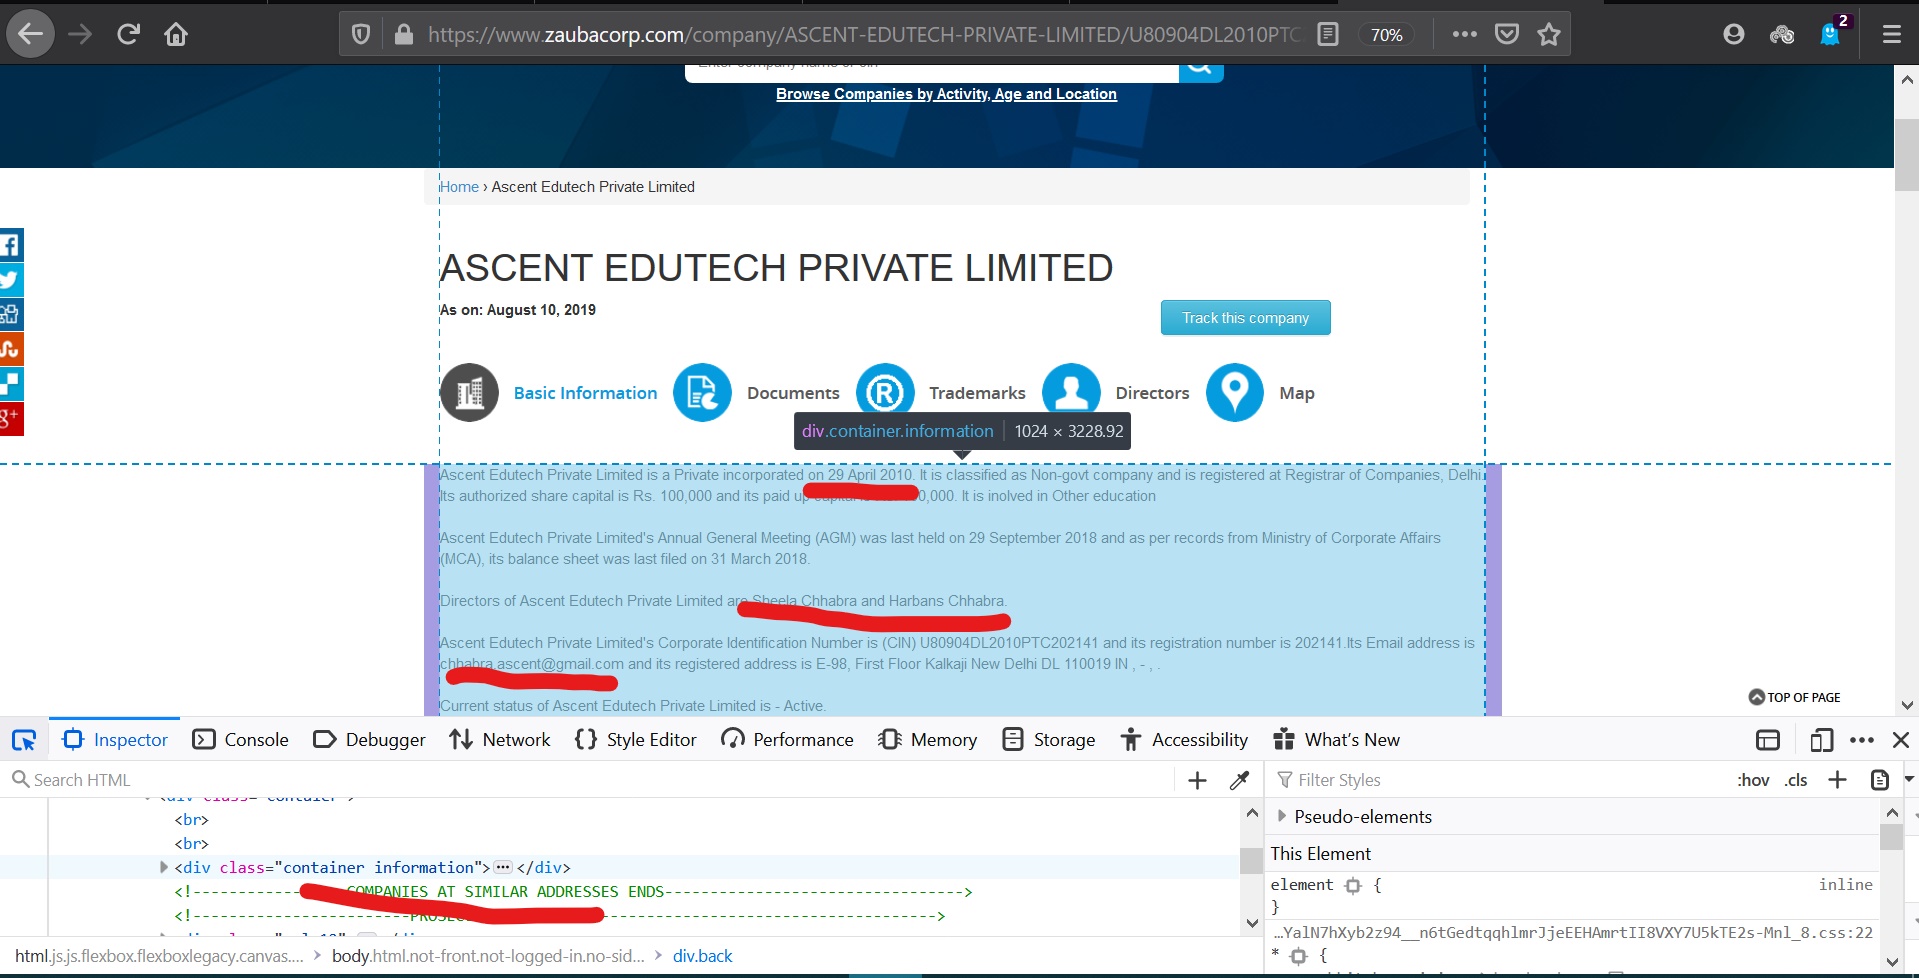 2
https://www.zaubacorp.com/company/ASCENT-EDUTECH-PRIVATE-LIMITED/U80904DL2010PTC
70%
Browse Companies by Activity, Age and Location
Home › Ascent Edutech Private Limited
ASCENT EDUTECH PRIVATE LIMITED
As on: August 10, 2019
Track this company
Basic Information
Documents
Trademarks
Directors
Map
div.container.information | 1024 × 3228.92
Ascent Edutech Private Limited is a Private incorporated on 29 April 2010. It is classified as Non-govt company and is registered at Registrar of Companies, Delhi.
Its authorized share capital is Rs. 100,000 and its paid up 0,000. It is inolved in Other education
Ascent Edutech Private Limited's Annual General Meeting (AGM) was last held on 29 September 2018 and as per records from Ministry of Corporate Affairs
(MCA), its balance sheet was last filed on 31 March 2018.
Directors of Ascent Edutech Private Limited are Sheela Chhabra and Harbans Chhabra.
Ascent Edutech Private Limited's Corporate Identification Number is (CIN) U80904DL2010PTC202141 and its registration number is 202141.Its Email address is
chhabra.ascent@gmail.com and its registered address is E-98, First Floor Kalkaji New Delhi DL 110019 IN , - , .
Current status of Ascent Edutech Private Limited is - Active.
TOP OF PAGE
Inspector Console Debugger Network Style Editor Performance Memory Storage Accessibility What's New
Search HTML
<br>
<br>
<div class="container information"> ••• </div>
<!-- COMPANIES AT SIMILAR ADDRESSES ENDS-->
html.js.js.flexbox.flexboxlegacy.canvas.... > body.html.not-front.not-logged-in.no-sid... > div.back
Filter Styles
:hov .cls
Pseudo-elements
This Element
element { inline
}
…YalN7hXyb2z94__n6tGedtqqhlmrJjeEEHAmrtII8VXY7U5kTE2s-Mnl_8.css:22
* {